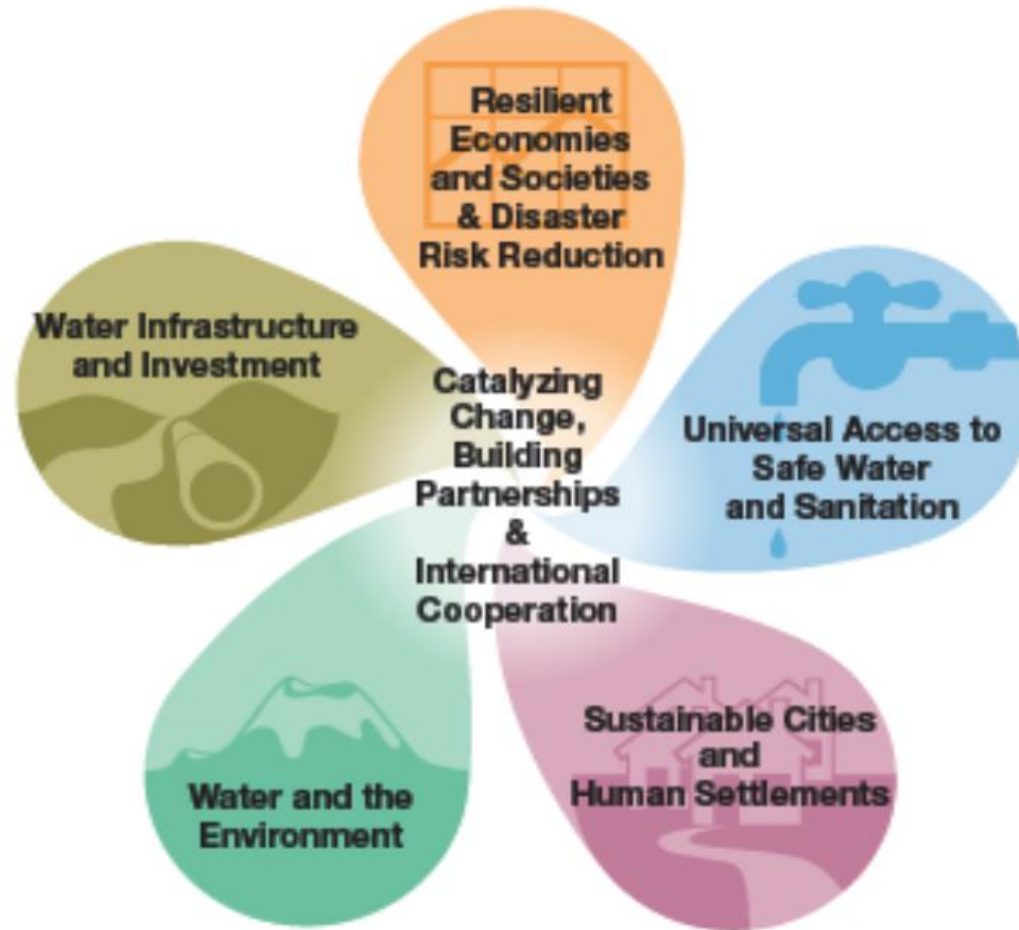 Resilient
Economies
and Societies
& Disaster
Risk Reduction
Water Infrastructure
and Investment
Catalyzing
Change,
Building
Partnerships
&
International
Cooperation
Universal Access to
Safe Water
and Sanitation
Water and the
Environment
Sustainable Cities
and
Human Settlements